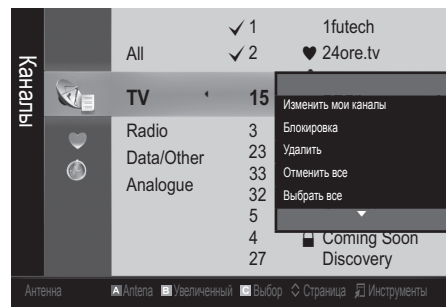 Каналы
✓ 1 1futech
All ✓ 2 ♥ 24ore.tv
TV 15
Изменить мои каналы
Radio 3 Блокировка
Data/Other 23 Удалить
Analogue 33 Отменить все
32 Выбрать все
5
4 Coming Soon
27 Discovery
Антенна A Antena B Увеличенный C Выбор Страница Инструменты